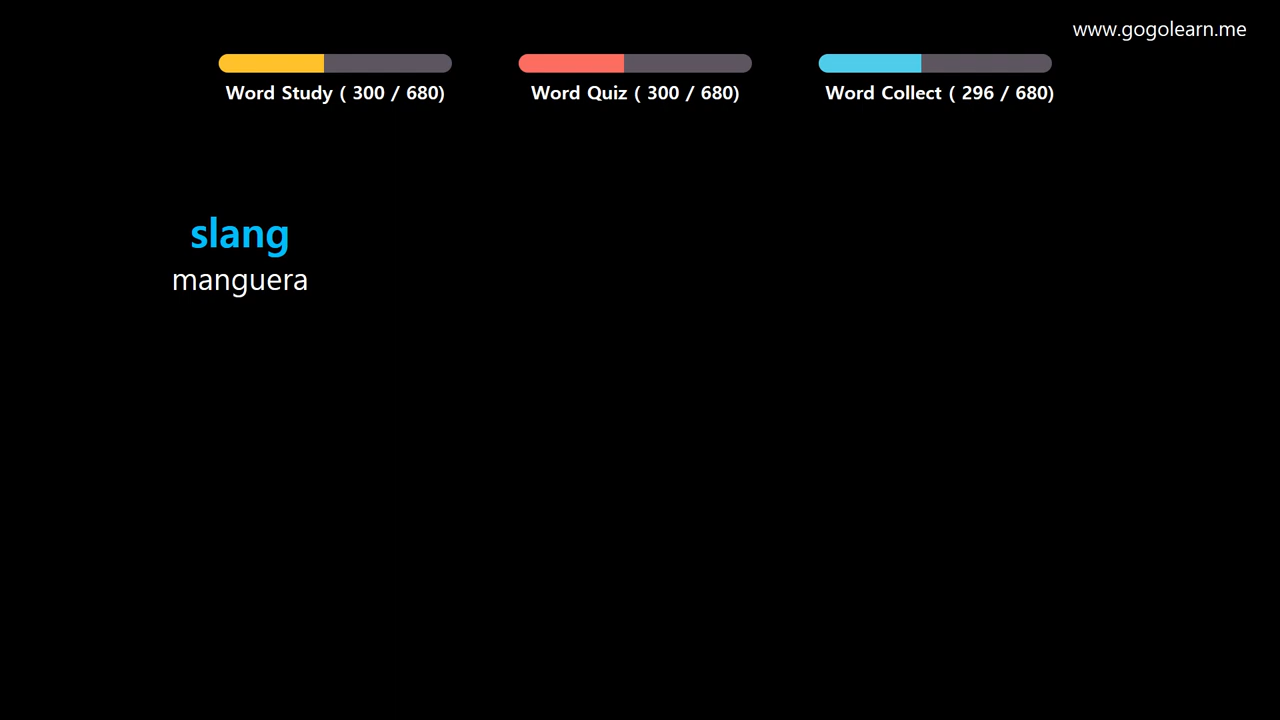 www.gogolearn.me
Word Study ( 300 / 680)
Word Quiz ( 300 / 680)
Word Collect ( 296 / 680)
slang
manguera